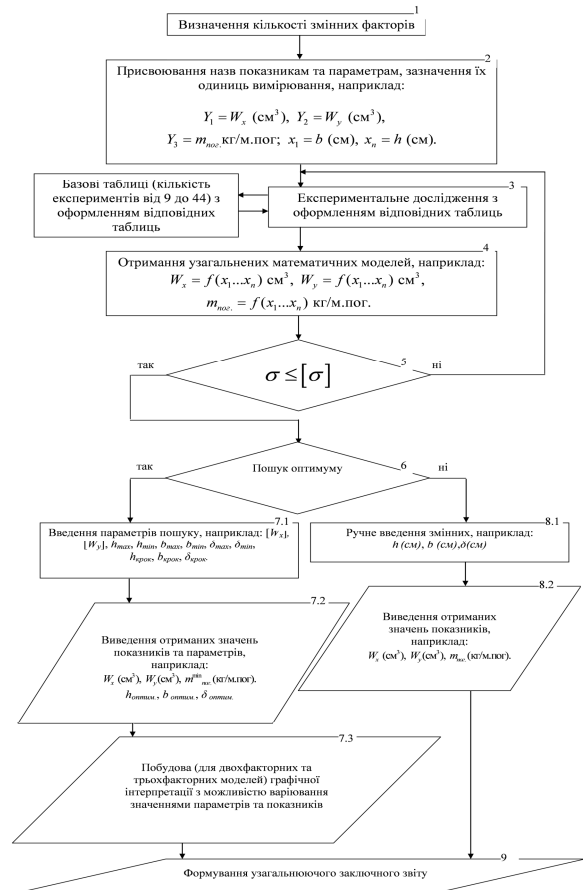 1
Визначення кількості змінних факторів
2
Присвоювання назв показникам та параметрам, зазначення їх
одиниць вимірювання, наприклад:
Y₁ = Wₓ (см³), Y₂ = W_y (см³),
Y₃ = m_пог. кг/м.пог; x₁ = b (см), xₙ = h (см).
Базові таблиці (кількість
експериментів від 9 до 44) з
оформленням відповідних
таблиць
3
Експериментальне дослідження з
оформленням відповідних таблиць
4
Отримання узагальнених математичних моделей, наприклад:
Wₓ = f(x₁...xₙ) см³, W_y = f(x₁...xₙ) см³,
m_пог. = f(x₁...xₙ) кг/м.пог.
так
5
ні
σ ≤ [σ]
так
6
ні
Пошук оптимуму
7.1
Введення параметрів пошуку, наприклад: [Wₓ],
[W_y], h_max, h_min, b_max, b_min, д_max, д_min,
h_крок, b_крок, δ_крок.
8.1
Ручне введення змінних, наприклад:
h (см), b (см),д(см)
7.2
Виведення отриманих значень
показників та параметрів,
наприклад:
Wₓ (см³), W_y(см³), m^min_пог. (кг/м.пог).
h_оптим., b_оптим., δ_оптим.
8.2
Виведення отриманих
значень показників,
наприклад:
Wₓ (см³), W_y(см³), m_пог. (кг/м.пог).
7.3
Побудова (для двохфакторних та
трьохфакторних моделей) графічної
інтерпретації з можливістю варіювання
значеннями параметрів та показників
9
Формування узагальнюючого заключного звіту